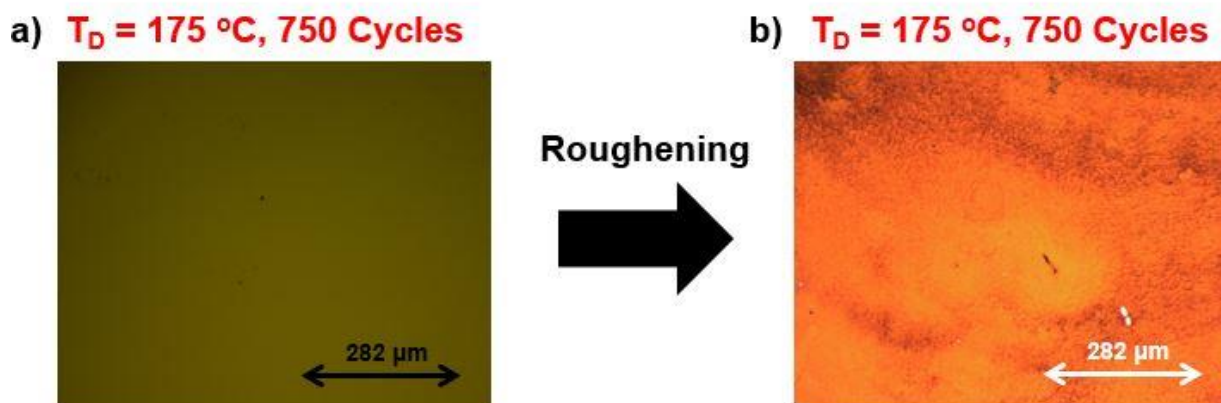 a) T_D = 175 °C, 750 Cycles
b) T_D = 175 °C, 750 Cycles
Roughening
282 µm
282 µm